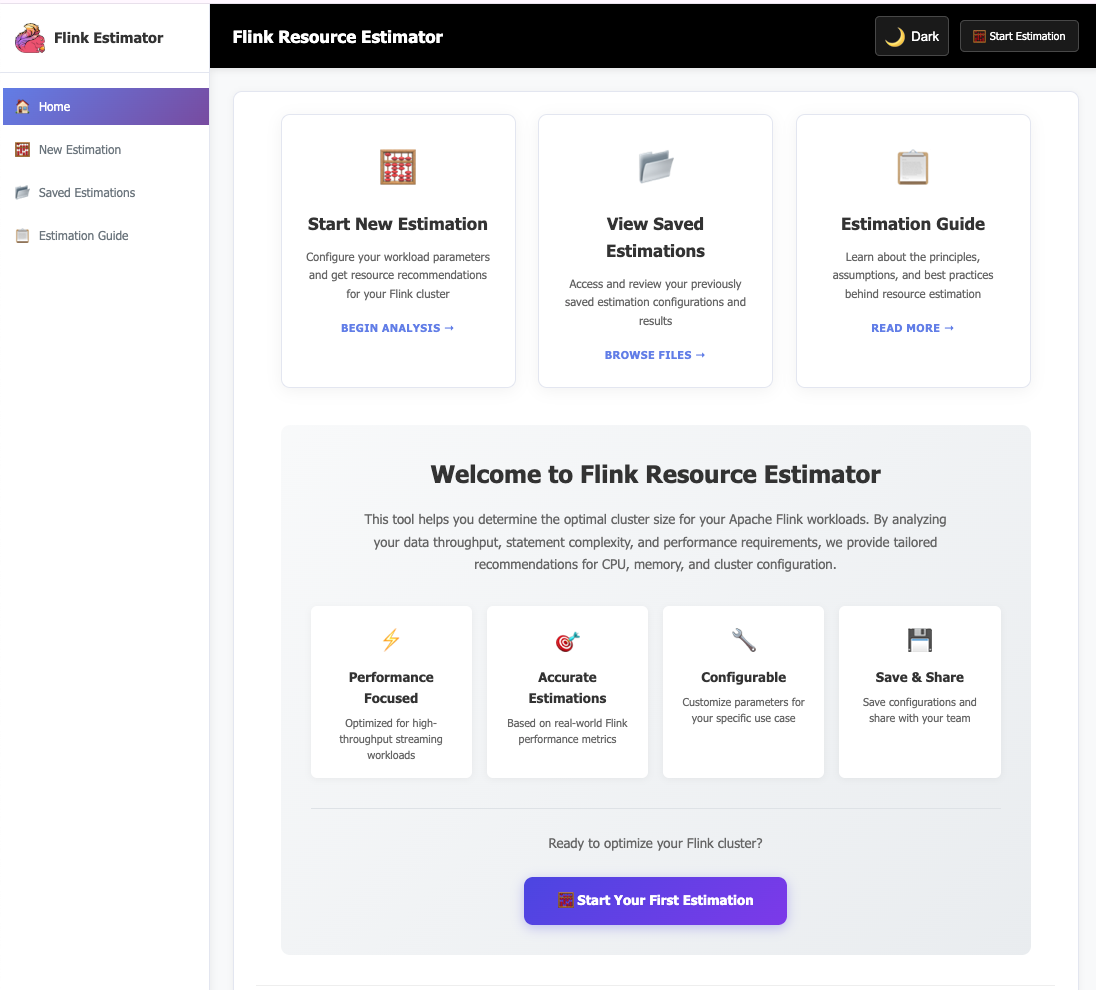 Flink Estimator
Flink Resource Estimator
Dark
Start Estimation
Home
New Estimation
Saved Estimations
Estimation Guide
Start New Estimation
Configure your workload parameters
and get resource recommendations
for your Flink cluster
BEGIN ANALYSIS →
View Saved
Estimations
Access and review your previously
saved estimation configurations and
results
BROWSE FILES →
Estimation Guide
Learn about the principles,
assumptions, and best practices
behind resource estimation
READ MORE →
Welcome to Flink Resource Estimator
This tool helps you determine the optimal cluster size for your Apache Flink workloads. By analyzing
your data throughput, statement complexity, and performance requirements, we provide tailored
recommendations for CPU, memory, and cluster configuration.
Performance
Focused
Optimized for high-
throughput streaming
workloads
Accurate
Estimations
Based on real-world Flink
performance metrics
Configurable
Customize parameters for
your specific use case
Save & Share
Save configurations and
share with your team
Ready to optimize your Flink cluster?
Start Your First Estimation